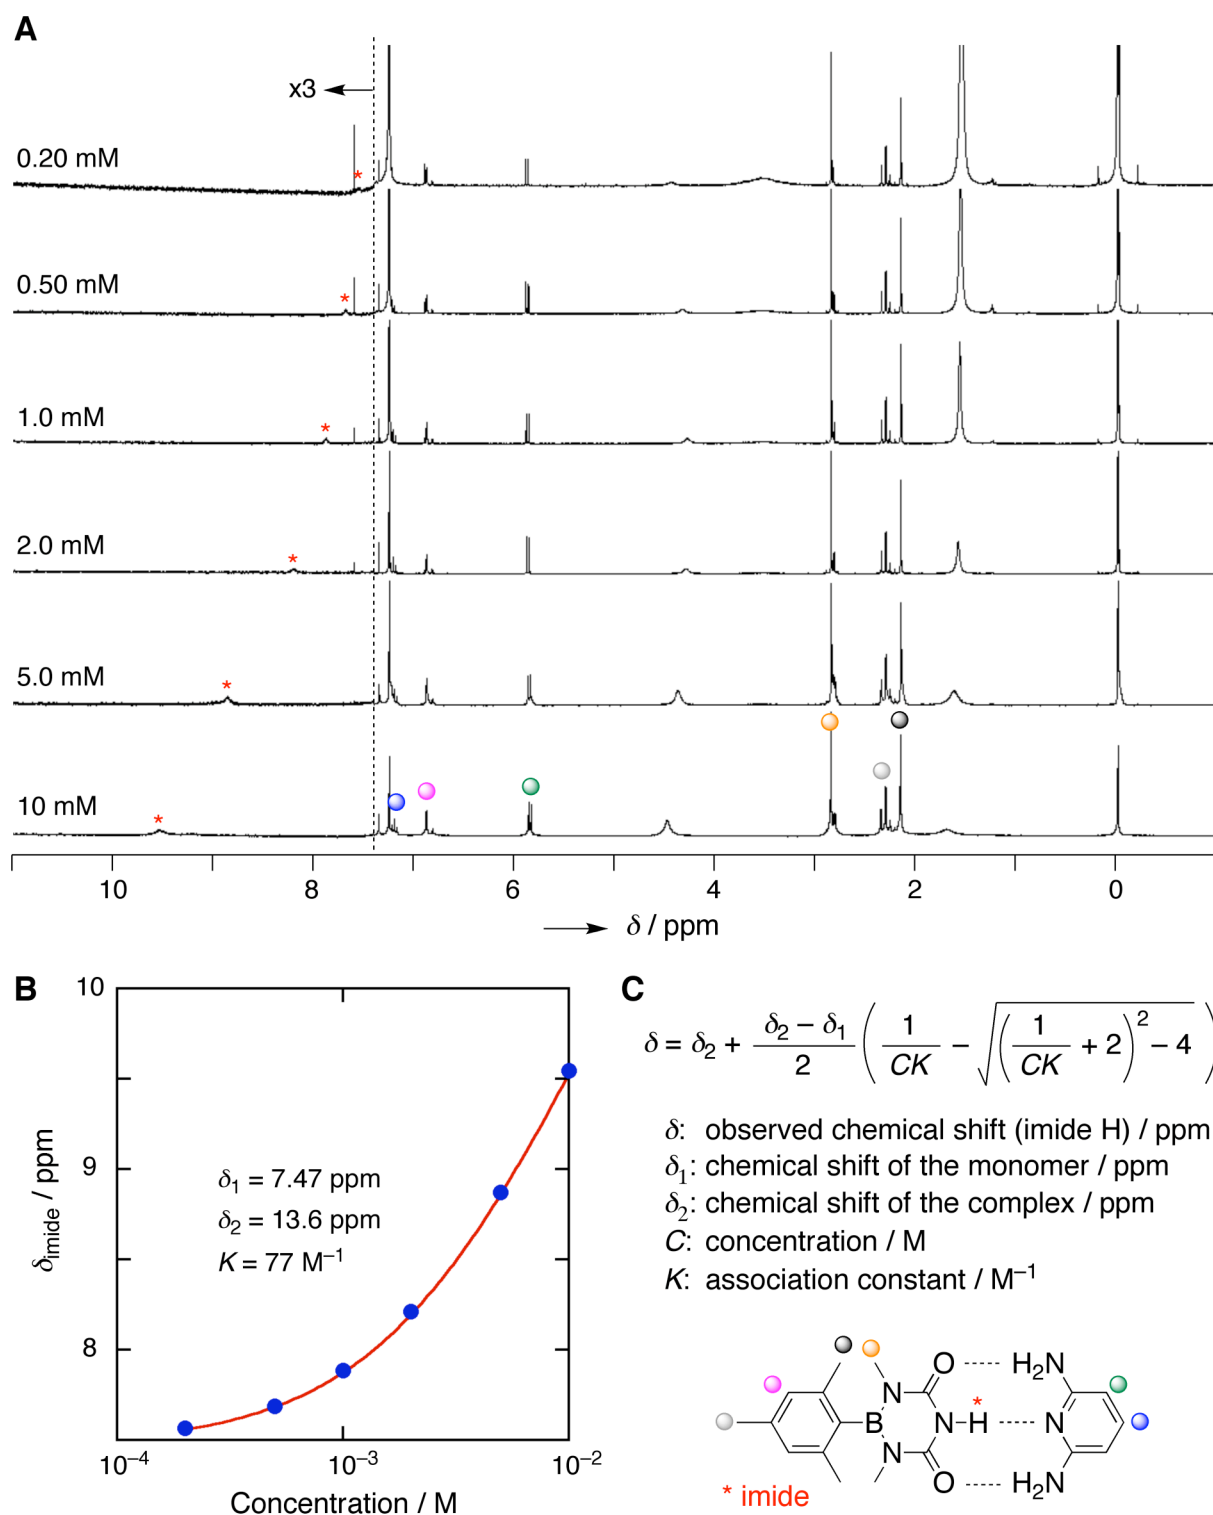 A
x3
0.20 mM
*
0.50 mM
*
1.0 mM
*
2.0 mM
*
5.0 mM
*
10 mM
*
10 8 6 4 2 0
δ / ppm
B
10
9
8
δimide / ppm
δ1 = 7.47 ppm
δ2 = 13.6 ppm
K = 77 M–1
10–4 10–3 10–2
Concentration / M
C
δ = δ2 + (δ2 – δ1)/2 ( 1/CK – √((1/CK + 2)2 – 4) )
δ: observed chemical shift (imide H) / ppm
δ1: chemical shift of the monomer / ppm
δ2: chemical shift of the complex / ppm
C: concentration / M
K: association constant / M–1
O H2N
N
* 
B N H N
N
O H2N
* imide